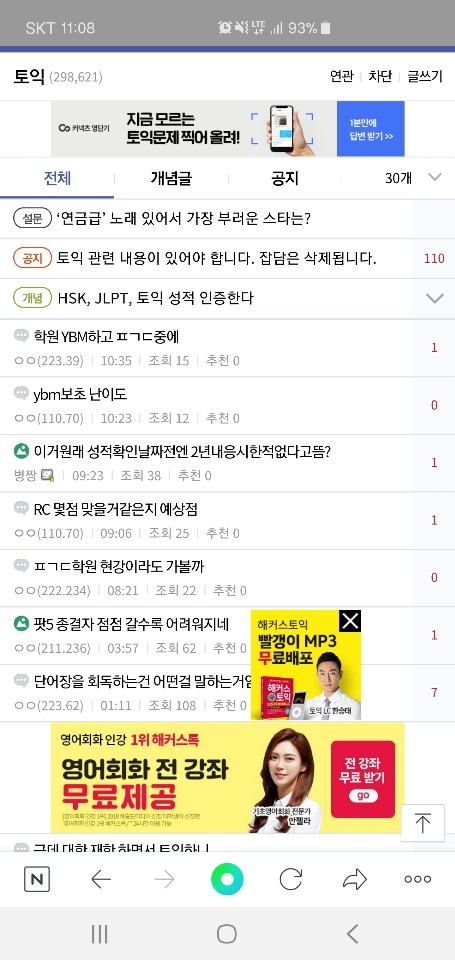 SKT 11:08
LTE 93%
토익 (298,621) 연관 차단 글쓰기
커넥츠 영단기
지금 모르는
토익문제 찍어 올려!
1분만에
답변 받기 >>
전체 개념글 공지 30개
설문 '연금급' 노래 있어서 가장 부러운 스타는?
공지 토익 관련 내용이 있어야 합니다. 잡담은 삭제됩니다. 110
개념 HSK, JLPT, 토익 성적 인증한다
학원 YBM하고 ㅍㄱㄷ중에 1
ㅇㅇ(223.39) 10:35 조회 15 추천 0
ybm보초 난이도 0
ㅇㅇ(110.70) 10:23 조회 12 추천 0
이거원래 성적확인날짜전엔 2년내응시한적없다고뜸? 1
병짱 09:23 조회 38 추천 0
RC 몇점 맞을거같은지 예상점 1
ㅇㅇ(110.70) 09:06 조회 25 추천 0
ㅍㄱㄷ학원 현강이라도 가볼까 0
ㅇㅇ(222.234) 08:21 조회 22 추천 0
팟5 종결자 점점 갈수록 어려워지네 1
ㅇㅇ(211.236) 03:57 조회 62 추천 0
단어장을 회독하는건 어떤걸 말하는거임 7
ㅇㅇ(223.62) 01:11 조회 108 추천 0
해커스토익
빨갱이 MP3
무료배포
해커스
토익
LISTENING
토익 LC 한승태
영어회화 인강 1위 해커스톡
영어회화 전 강좌
무료제공
기초영어회화 전문가
안젤라
전 강좌
무료 받기
go
근데 대학 재학 하면서 토익하니
N